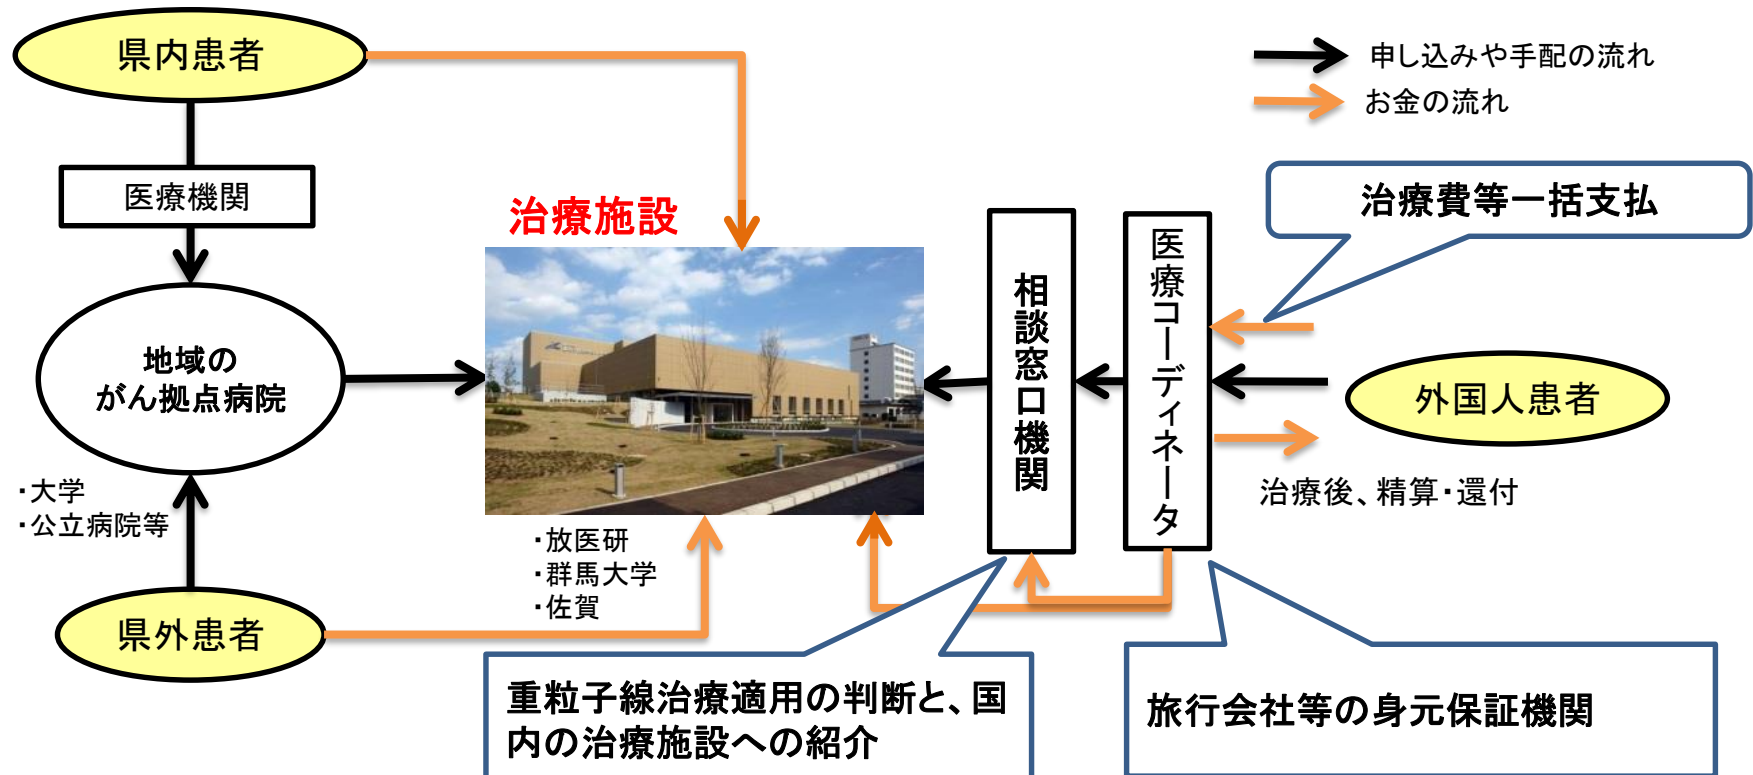 県内患者
申し込みや手配の流れ
お金の流れ
医療機関
治療施設
治療費等一括支払
相談窓口機関
医療コーディネータ
地域の
がん拠点病院
外国人患者
・大学
・公立病院等
治療後、精算・還付
・放医研
・群馬大学
・佐賀
県外患者
重粒子線治療適用の判断と、国
内の治療施設への紹介
旅行会社等の身元保証機関